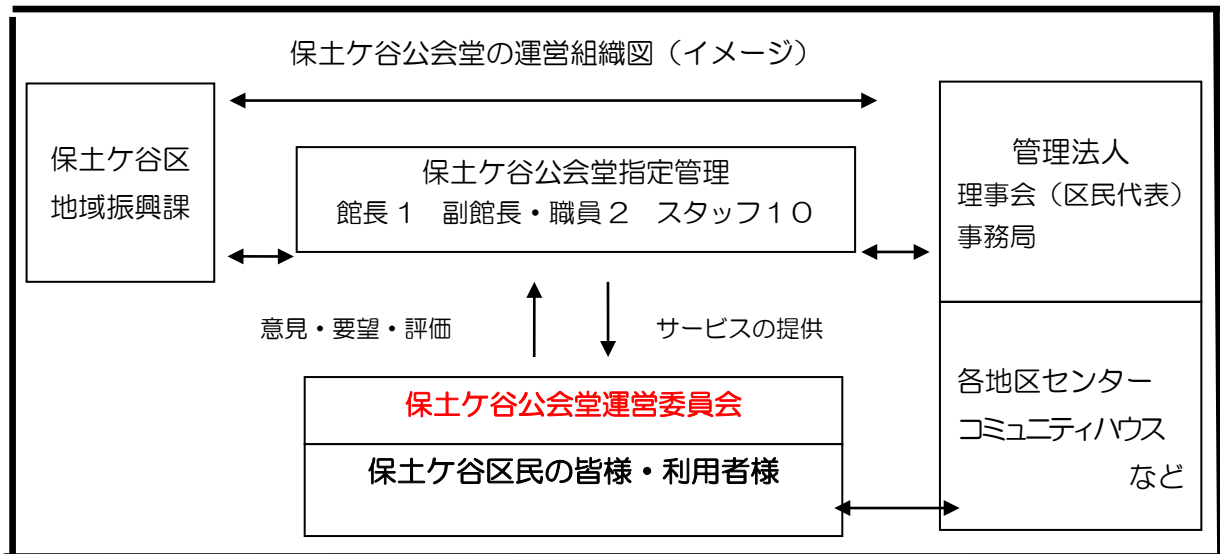 保土ケ谷公会堂の運営組織図（イメージ）
保土ケ谷区
地域振興課
保土ケ谷公会堂指定管理
館長１　副館長・職員２　スタッフ１０
管理法人
理事会（区民代表）
事務局
意見・要望・評価
サービスの提供
保土ケ谷公会堂運営委員会
保土ケ谷区民の皆様・利用者様
各地区センター
コミュニティハウス
など